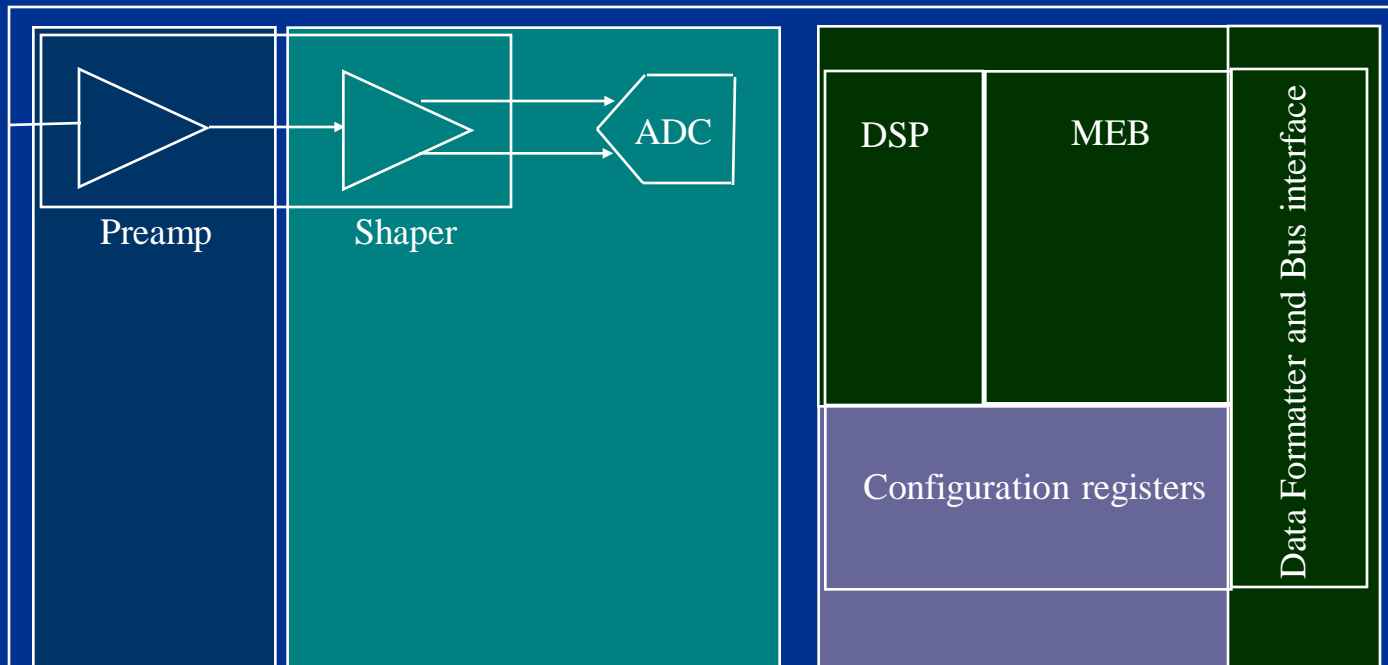 ADC
Preamp
Shaper
DSP
MEB
Configuration registers
Data Formatter and Bus interface